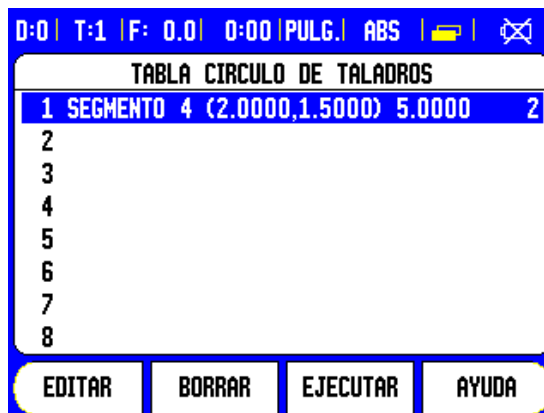 D:0| T:1 |F: 0.0| 0:00 |PULG.| ABS | |
TABLA CIRCULO DE TALADROS
1 SEGMENTO 4 (2.0000,1.5000) 5.0000 2
2
3
4
5
6
7
8
EDITAR BORRAR EJECUTAR AYUDA